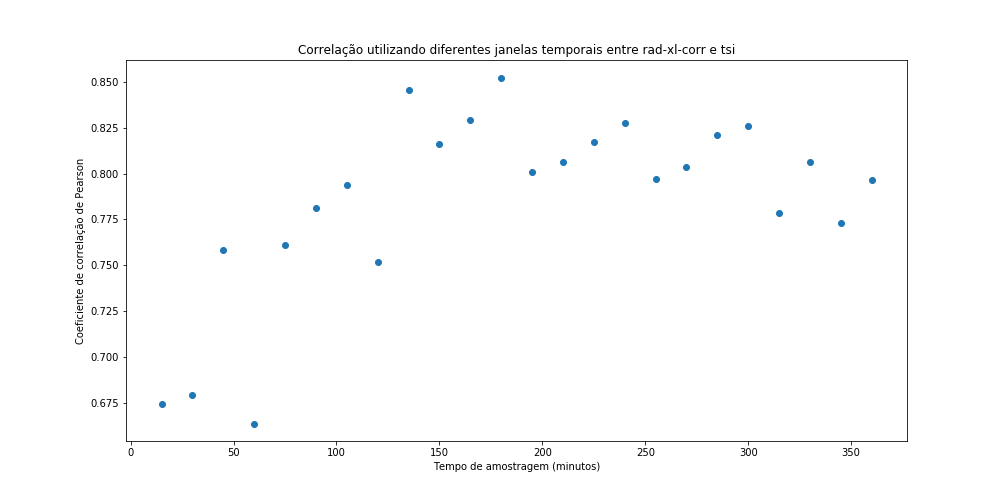 Correlação utilizando diferentes janelas temporais entre rad-xl-corr e tsi
Coeficiente de correlação de Pearson
0.850
0.825
0.800
0.775
0.750
0.725
0.700
0.675
0 50 100 150 200 250 300 350
Tempo de amostragem (minutos)